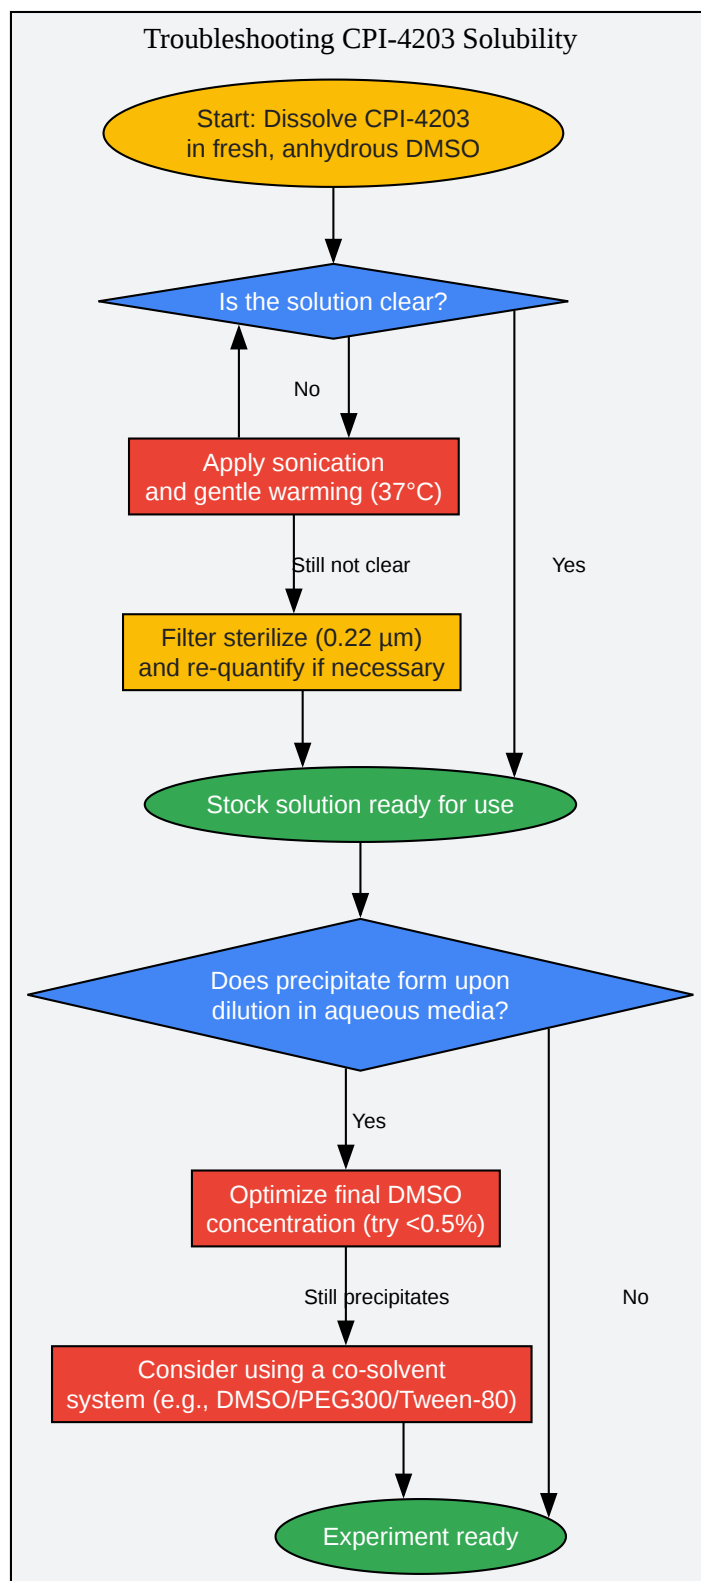 Troubleshooting CPI-4203 Solubility
Start: Dissolve CPI-4203
in fresh, anhydrous DMSO
Is the solution clear?
No
Apply sonication
and gentle warming (37°C)
Still not clear
Yes
Filter sterilize (0.22 µm)
and re-quantify if necessary
Stock solution ready for use
Does precipitate form upon
dilution in aqueous media?
Yes
Optimize final DMSO
concentration (try <0.5%)
Still precipitates
No
Consider using a co-solvent
system (e.g., DMSO/PEG300/Tween-80)
Experiment ready